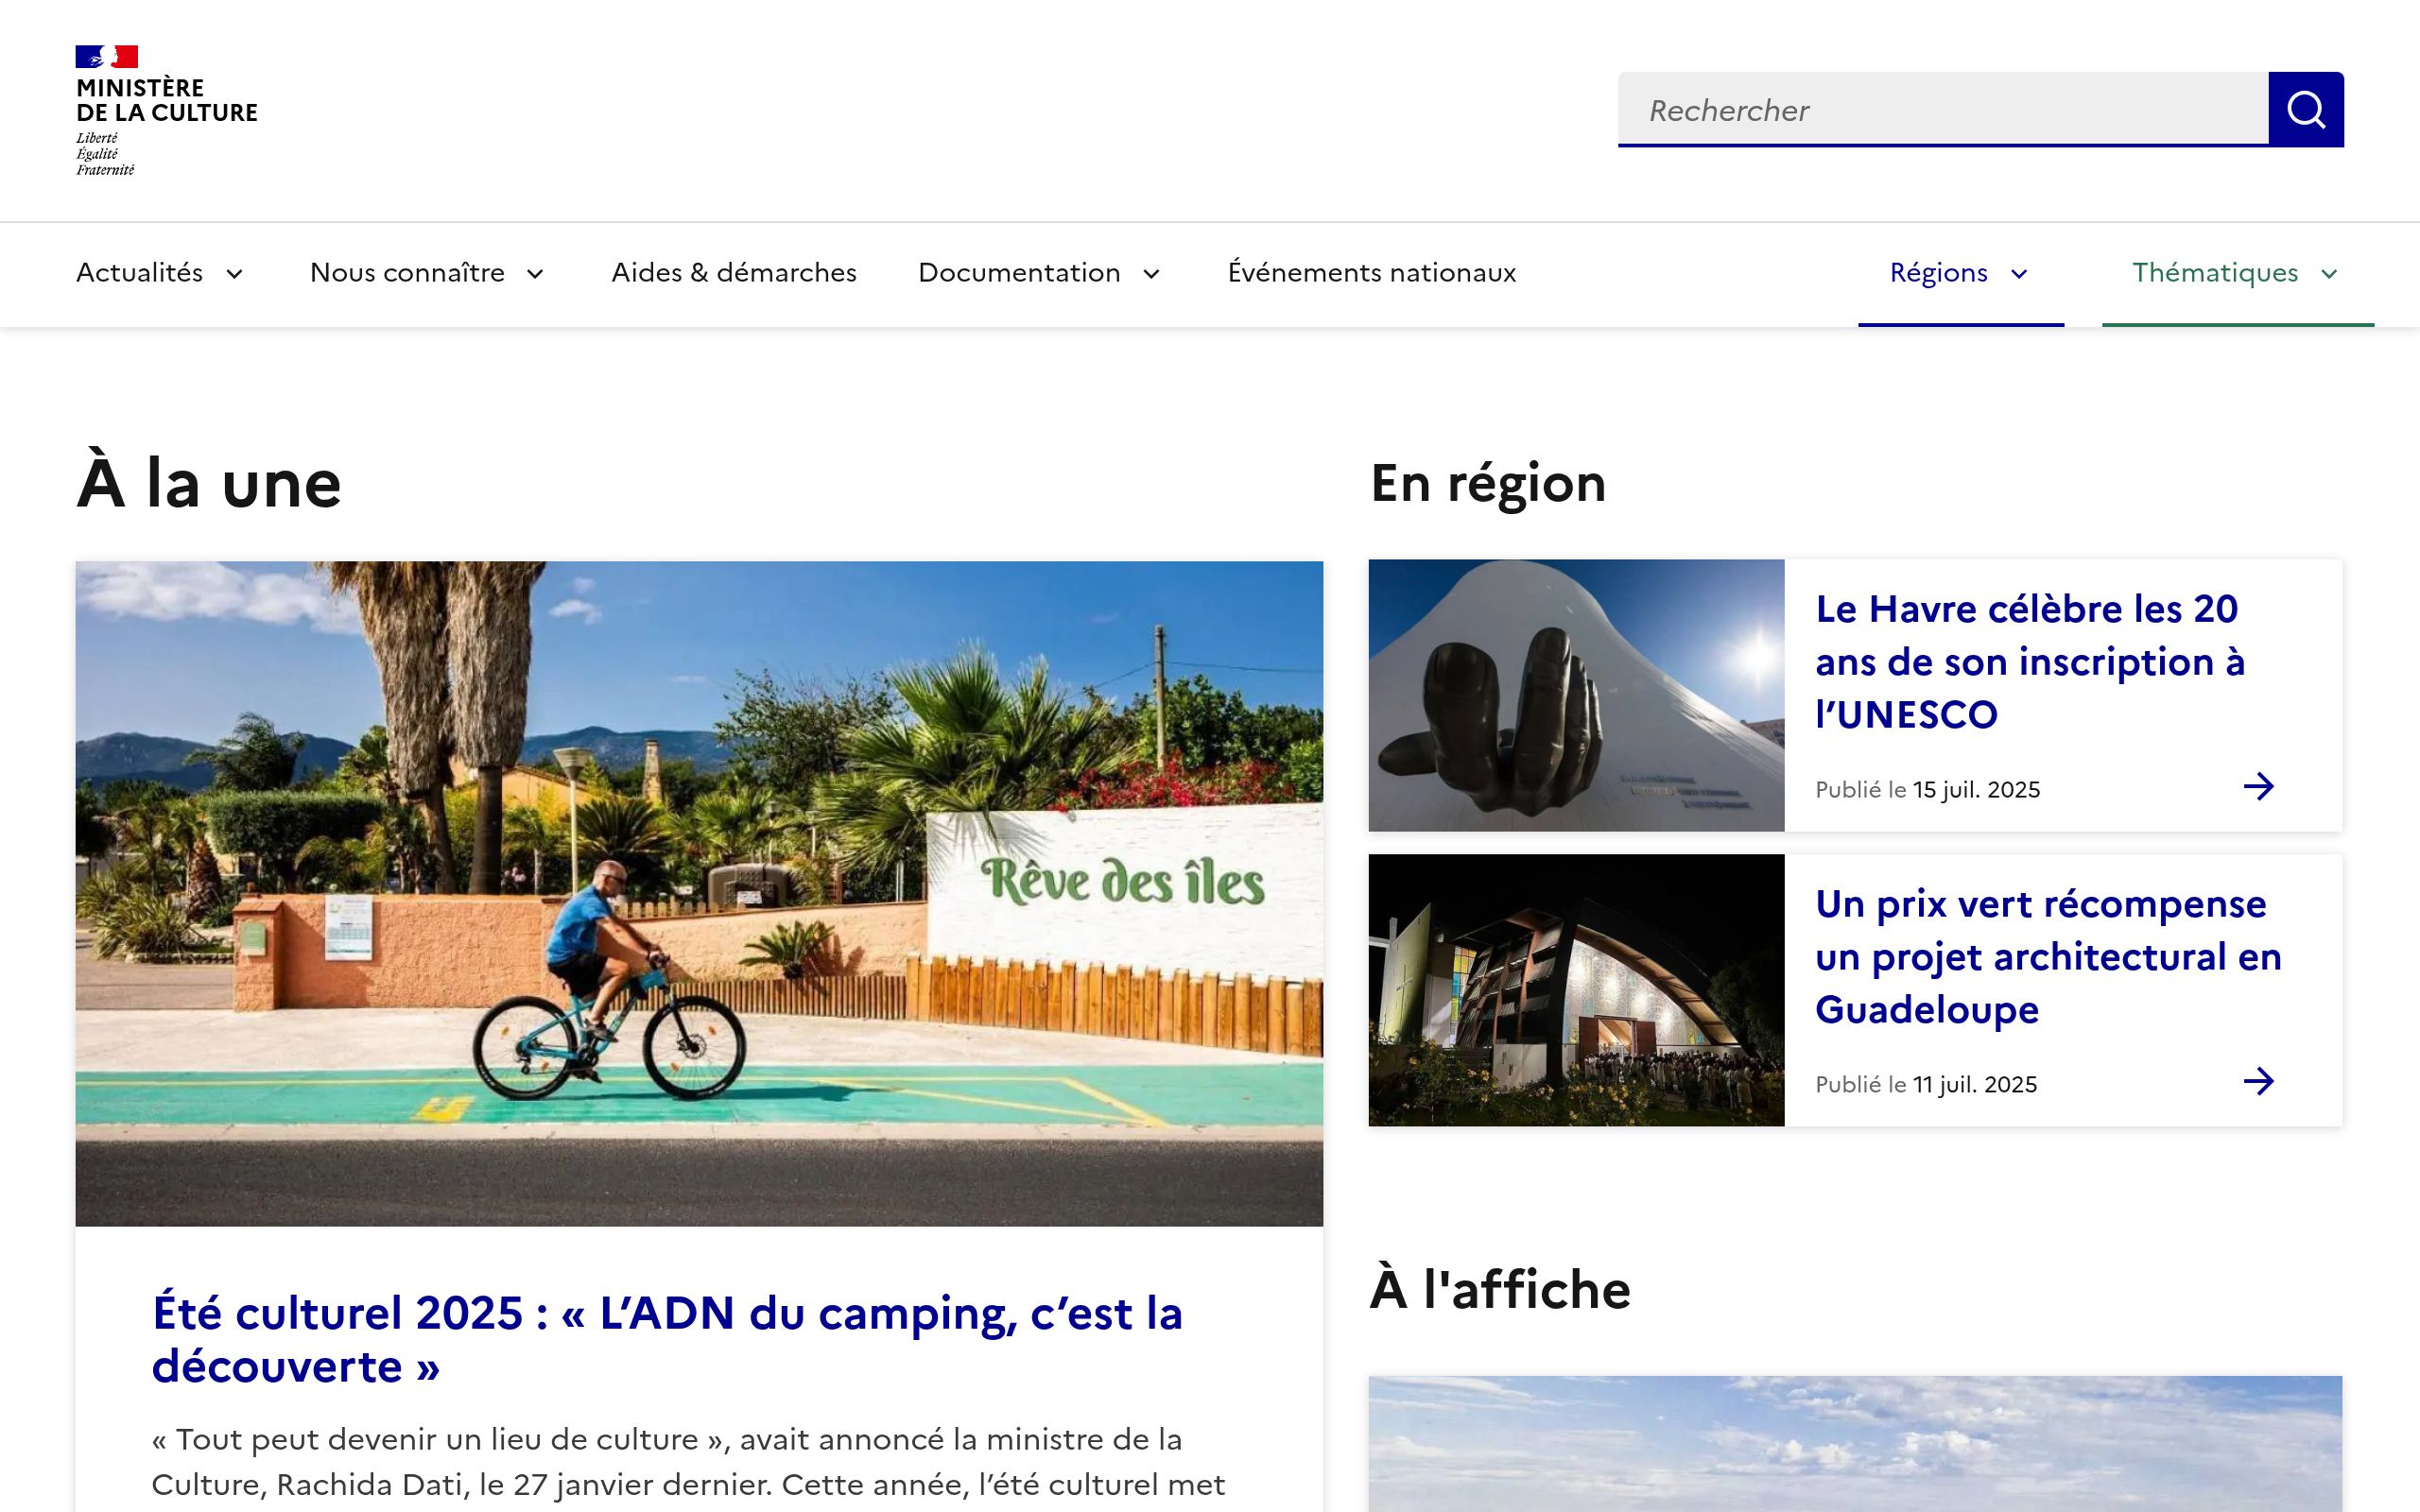 MINISTÈRE
DE LA CULTURE
Liberté
Égalité
Fraternité
Rechercher
Actualités
Nous connaître
Aides & démarches
Documentation
Événements nationaux
Régions
Thématiques
À la une
Rêve des îles
Été culturel 2025 : « L’ADN du camping, c’est la
découverte »
« Tout peut devenir un lieu de culture », avait annoncé la ministre de la
Culture, Rachida Dati, le 27 janvier dernier. Cette année, l’été culturel met
En région
Le Havre célèbre les 20
ans de son inscription à
l’UNESCO
Publié le 15 juil. 2025
Un prix vert récompense
un projet architectural en
Guadeloupe
Publié le 11 juil. 2025
À l'affiche